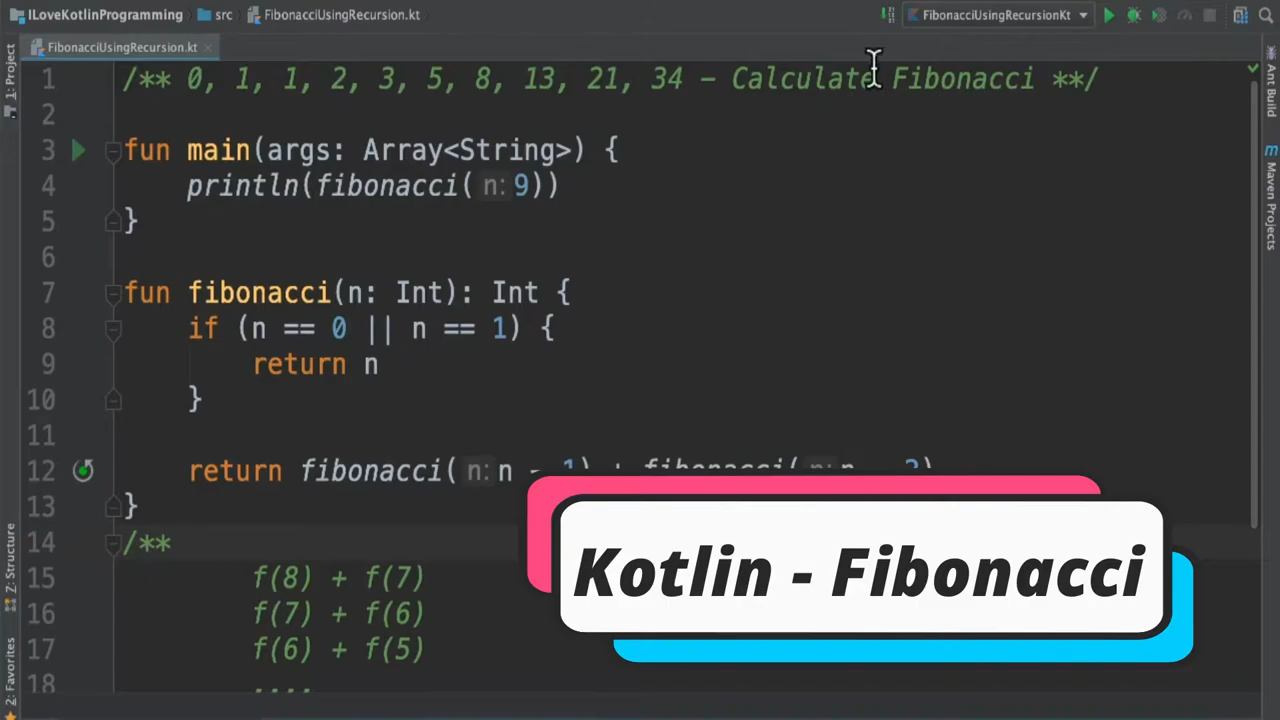 ILoveKotlinProgramming src FibonacciUsingRecursion.kt FibonacciUsingRecursionKt
FibonacciUsingRecursion.kt
1: Project
Ant Build
Maven Projects
1 /** 0, 1, 1, 2, 3, 5, 8, 13, 21, 34 – Calculate Fibonacci **/
2
3 fun main(args: Array<String>) {
4 println(fibonacci( n: 9))
5 }
6
7 fun fibonacci(n: Int): Int {
8 if (n == 0 || n == 1) {
9 return n
10 }
11
12 return fibonacci( n: n - 1) + fibonacci( n: n - 2)
13 }
14 /**
15 f(8) + f(7)
16 f(7) + f(6)
17 f(6) + f(5)
18 ....
Z: Structure
2: Favorites
Kotlin - Fibonacci